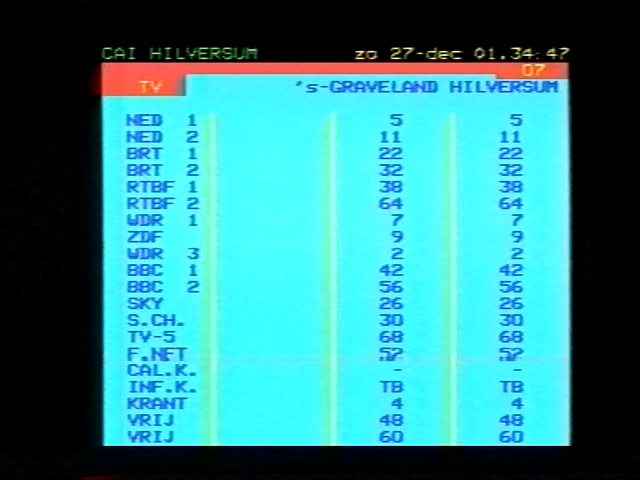 CAI HILVERSUM zo 27-dec 01.34:47
07
TV 's-GRAVELAND HILVERSUM
NED 1 5 5
NED 2 11 11
BRT 1 22 22
BRT 2 32 32
RTBF 1 38 38
RTBF 2 64 64
WDR 1 7 7
ZDF 9 9
WDR 3 2 2
BBC 1 42 42
BBC 2 56 56
SKY 26 26
S.CH. 30 30
TV-5 68 68
F.NET 52 52
CAL.K. - -
INF.K. TB TB
KRANT 4 4
VRIJ 48 48
VRIJ 60 60